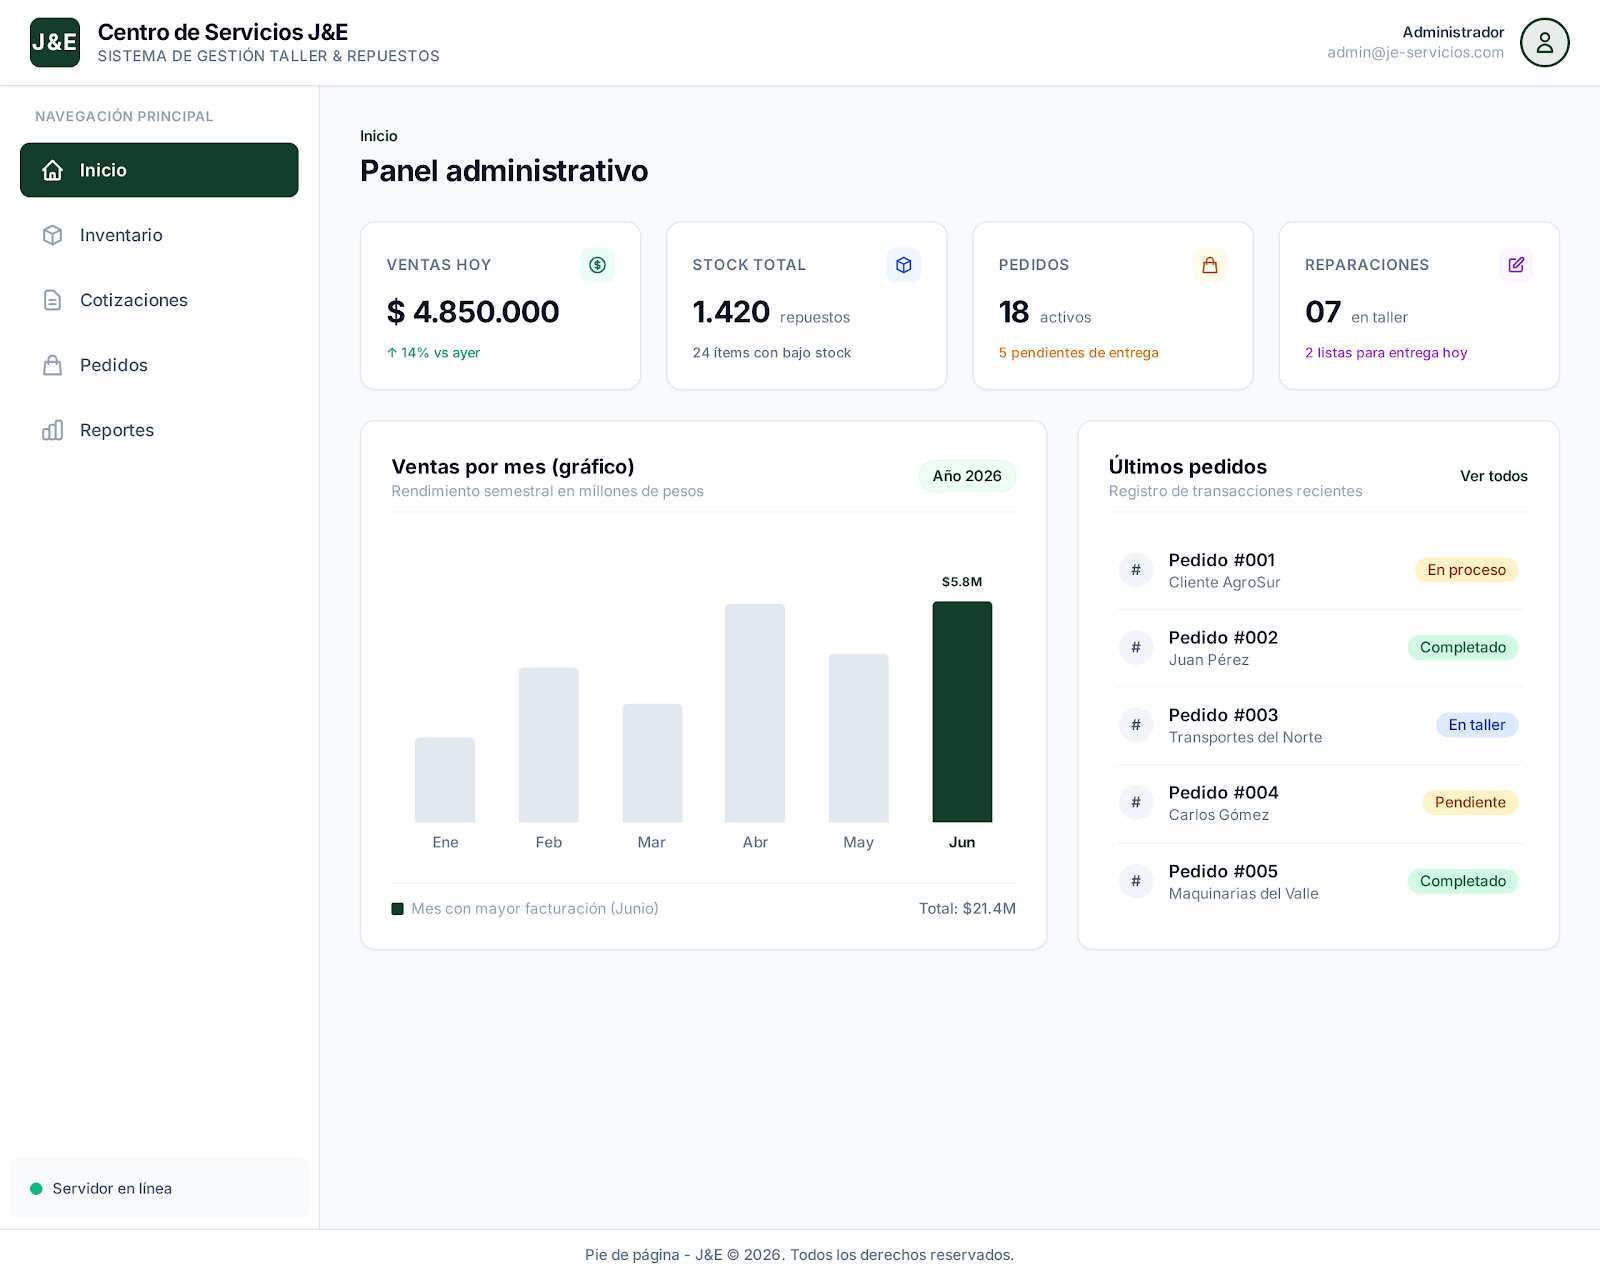 J&E
Centro de Servicios J&E
SISTEMA DE GESTIÓN TALLER & REPUESTOS
Administrador
admin@je-servicios.com
NAVEGACIÓN PRINCIPAL
Inicio
Inventario
Cotizaciones
Pedidos
Reportes
Servidor en línea
Inicio
Panel administrativo
VENTAS HOY
$ 4.850.000
↑ 14% vs ayer
STOCK TOTAL
1.420 repuestos
24 ítems con bajo stock
PEDIDOS
18 activos
5 pendientes de entrega
REPARACIONES
07 en taller
2 listas para entrega hoy
Ventas por mes (gráfico)
Rendimiento semestral en millones de pesos
Año 2026
$5.8M
Ene Feb Mar Abr May Jun
Mes con mayor facturación (Junio)
Total: $21.4M
Últimos pedidos
Registro de transacciones recientes
Ver todos
# Pedido #001
Cliente AgroSur
En proceso
# Pedido #002
Juan Pérez
Completado
# Pedido #003
Transportes del Norte
En taller
# Pedido #004
Carlos Gómez
Pendiente
# Pedido #005
Maquinarias del Valle
Completado
Pie de página - J&E © 2026. Todos los derechos reservados.